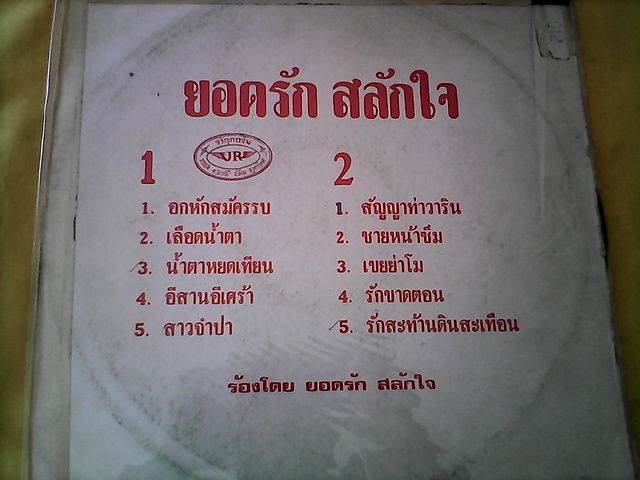 ยอดรัก สลักใจ
1
JR
2
1. อกหักสมัครรบ
2. เลือดน้ำตา
3. น้ำตาหยดเทียน
4. อีสานอีเศร้า
5. สาวจำปา
1. สัญญาท่าวาริน
2. ชายหน้าซึม
3. เขยย่าโม
4. รักขาดตอน
5. รักสะท้านดินสะเทือน
ร้องโดย ยอดรัก สลักใจ